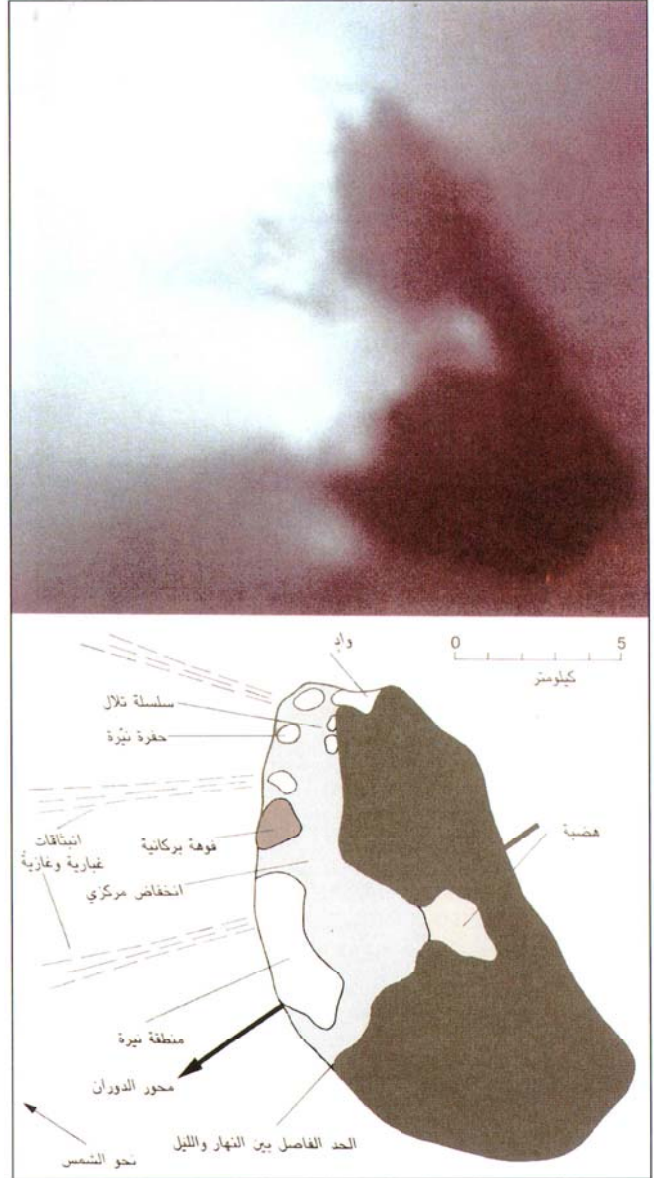 وادٍ
0 5
كيلومتر
سلسلة تلال
حفرة نيّرة
هضبة
انبثاقات
غبارية وغازية
فوهة بركانية
انخفاض مركزي
منطقة نيرة
محور الدوران
الحد الفاصل بين النهار والليل
نحو الشمس